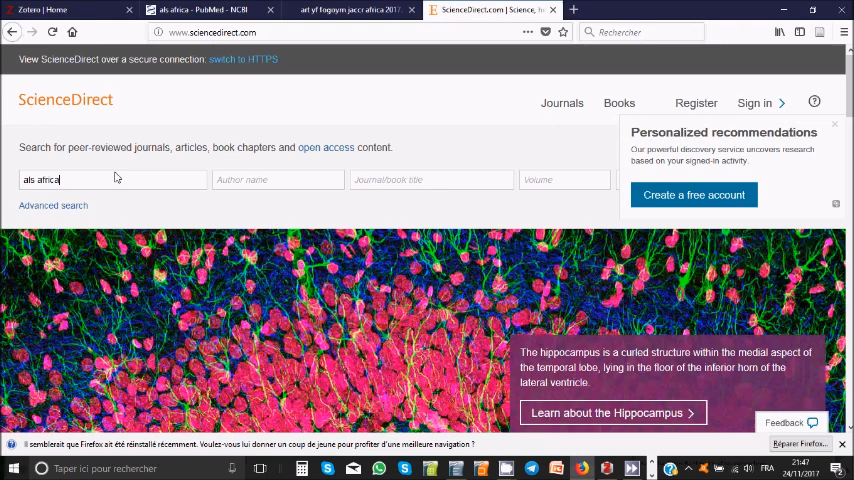 Zotero | Home
als africa - PubMed - NCBI
art yf fogoym jaccr africa 2017.
ScienceDirect.com | Science, h
www.sciencedirect.com
Rechercher
View ScienceDirect over a secure connection: switch to HTTPS
ScienceDirect
Journals Books Register Sign in
Search for peer-reviewed journals, articles, book chapters and open access content.
als africa
Author name
Journal/book title
Volume
Advanced search
Personalized recommendations
Our powerful discovery service uncovers research
based on your signed-in activity.
Create a free account
The hippocampus is a curled structure within the medial aspect of
the temporal lobe, lying in the floor of the inferior horn of the
lateral ventricle.
Learn about the Hippocampus
Feedback
Il semblerait que Firefox ait été réinstallé récemment. Voulez-vous lui donner un coup de jeune pour profiter d'une meilleure navigation ?
Réparer Firefox...
Taper ici pour rechercher
FRA
21:47
24/11/2017